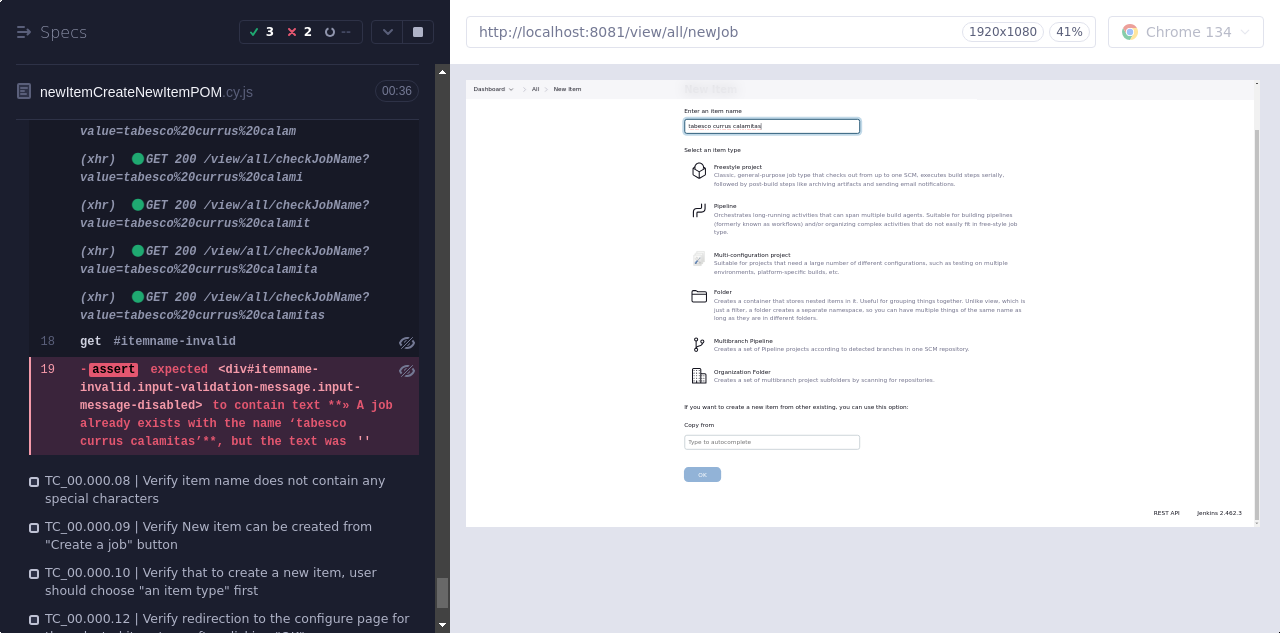 Specs
3
2
--
newItemCreateNewItemPOM.cy.js
00:36
value=tabesco%20currus%20calam
(xhr) GET 200 /view/all/checkJobName?
value=tabesco%20currus%20calami
(xhr) GET 200 /view/all/checkJobName?
value=tabesco%20currus%20calamit
(xhr) GET 200 /view/all/checkJobName?
value=tabesco%20currus%20calamita
(xhr) GET 200 /view/all/checkJobName?
value=tabesco%20currus%20calamitas
18 get #itemname-invalid
19 -assert expected <div#itemname-
invalid.input-validation-message.input-
message-disabled> to contain text **» A job
already exists with the name ‘tabesco
currus calamitas’**, but the text was ''
TC_00.000.08 | Verify item name does not contain any
special characters
TC_00.000.09 | Verify New item can be created from
"Create a job" button
TC_00.000.10 | Verify that to create a new item, user
should choose "an item type" first
TC_00.000.12 | Verify redirection to the configure page for
http://localhost:8081/view/all/newJob
1920x1080
41%
Chrome 134
Dashboard
All
New Item
New Item
Enter an item name
tabesco currus calamitas
Select an item type
Freestyle project
Classic, general-purpose job type that checks out from up to one SCM, executes build steps serially,
followed by post-build steps like archiving artifacts and sending email notifications.
Pipeline
Orchestrates long-running activities that can span multiple build agents. Suitable for building pipelines
(formerly known as workflows) and/or organizing complex activities that do not easily fit in free-style job
type.
Multi-configuration project
Suitable for projects that need a large number of different configurations, such as testing on multiple
environments, platform-specific builds, etc.
Folder
Creates a container that stores nested items in it. Useful for grouping things together. Unlike view, which is
just a filter, a folder creates a separate namespace, so you can have multiple things of the same name as
long as they are in different folders.
Multibranch Pipeline
Creates a set of Pipeline projects according to detected branches in one SCM repository.
Organization Folder
Creates a set of multibranch project subfolders by scanning for repositories.
If you want to create a new item from other existing, you can use this option:
Copy from
Type to autocomplete
OK
REST API
Jenkins 2.462.3